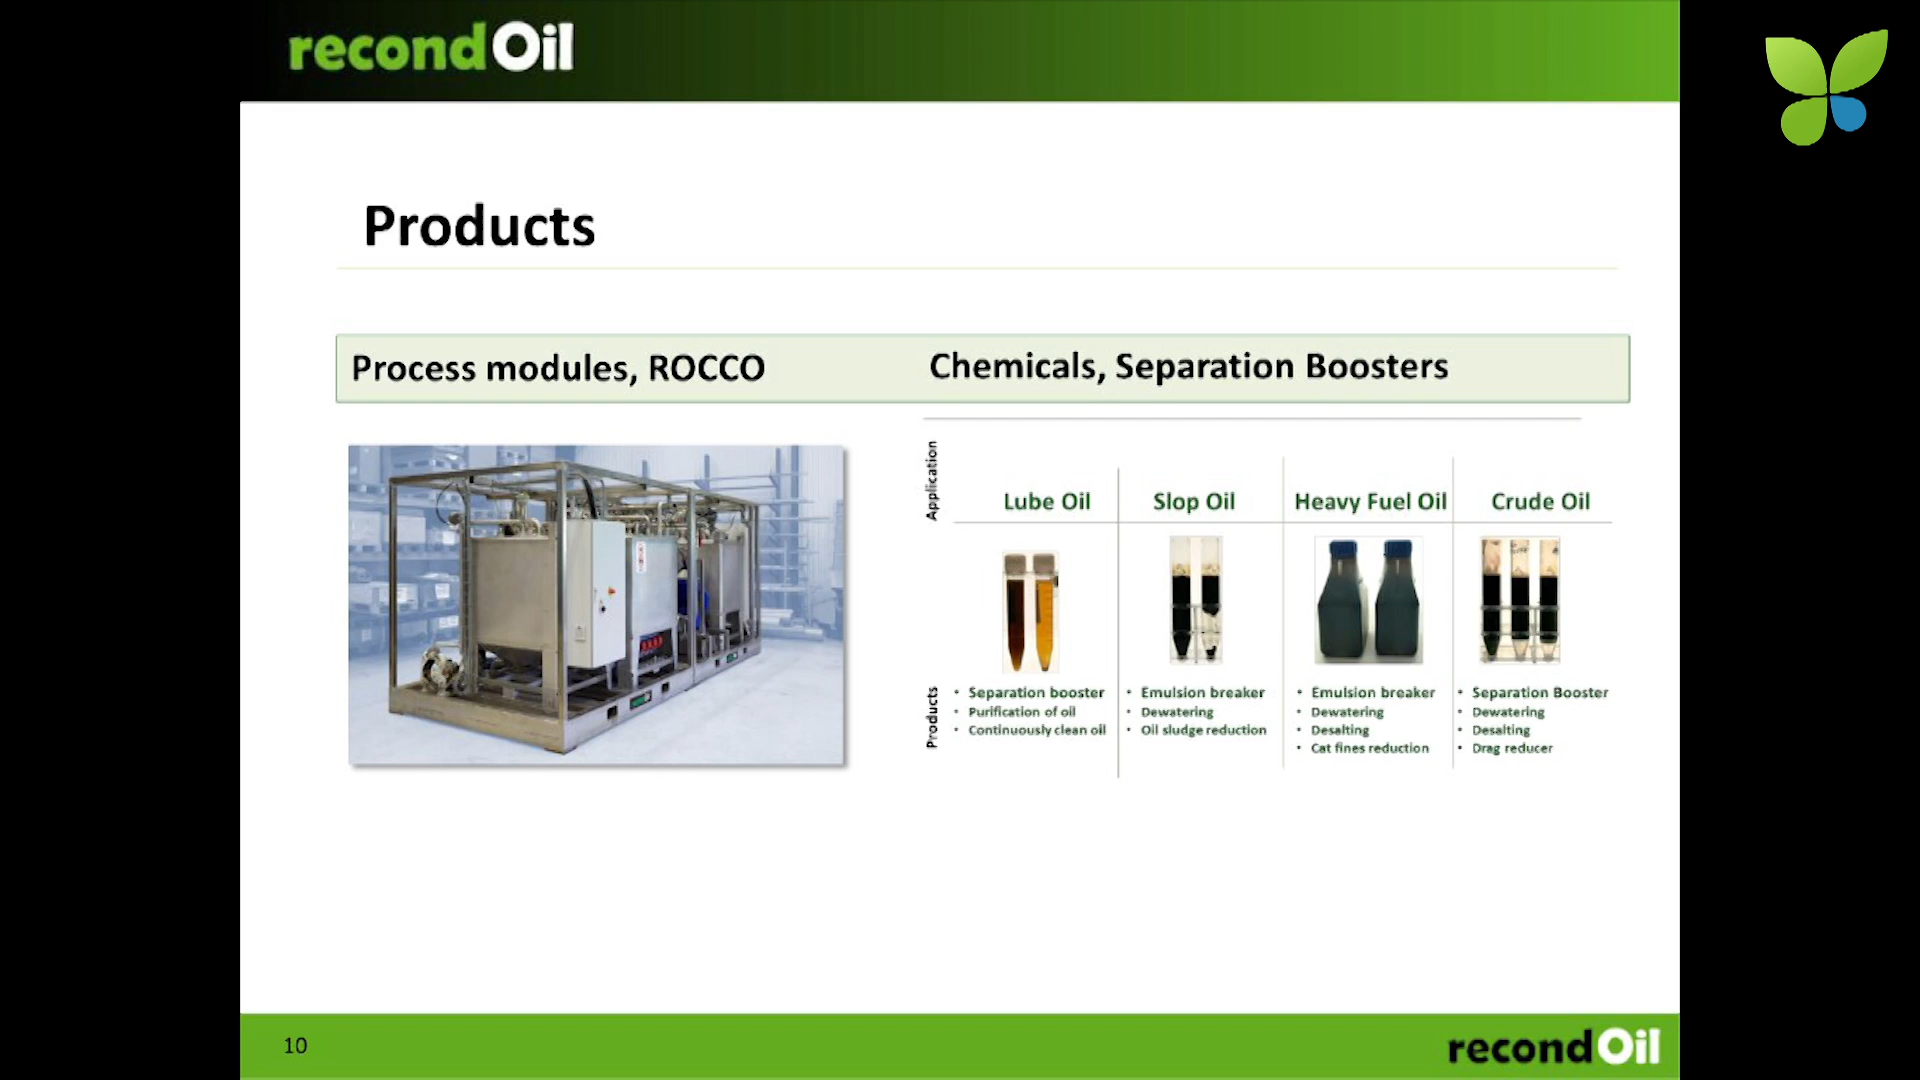 recondOil
Products
Process modules, ROCCO
Chemicals, Separation Boosters
Application
Lube Oil
Slop Oil
Heavy Fuel Oil
Crude Oil
Products
• Separation booster
• Purification of oil
• Continuously clean oil
• Emulsion breaker
• Dewatering
• Oil sludge reduction
• Emulsion breaker
• Dewatering
• Desalting
• Cat fines reduction
• Separation Booster
• Dewatering
• Desalting
• Drag reducer
10
recondOil